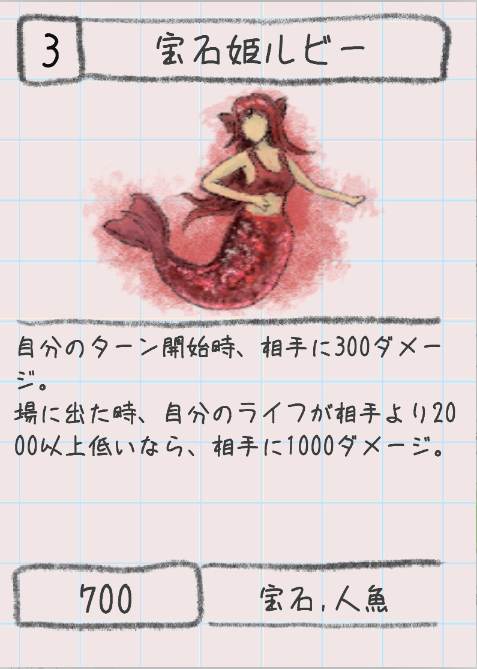 3
宝石姫ルビー
自分のターン開始時、相手に300ダメー
ジ。
場に出た時、自分のライフが相手より20
00以上低いなら、相手に1000ダメージ。
700
宝石,人魚